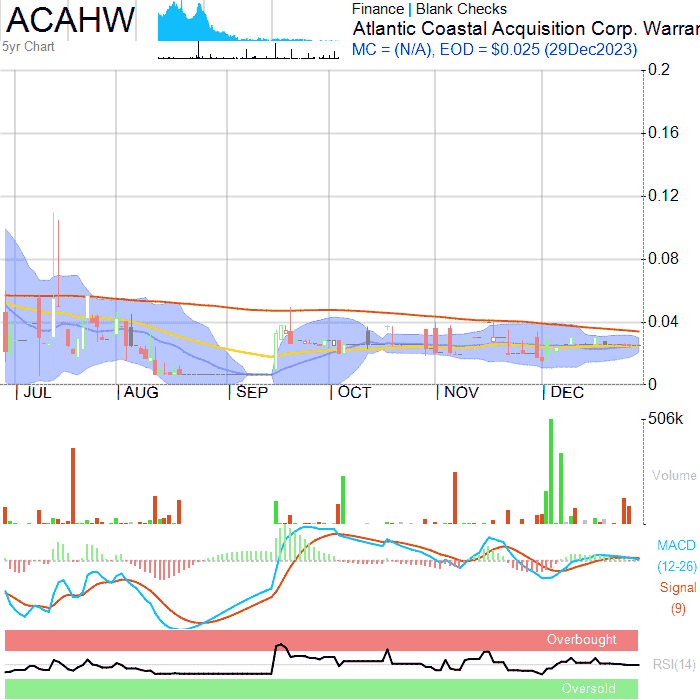 ACAHW
5yr Chart
Finance | Blank Checks
Atlantic Coastal Acquisition Corp. Warran
MC = (N/A), EOD = $0.025 (29Dec2023)
0.2
0.16
0.12
0.08
0.04
0
JUL AUG SEP OCT NOV DEC
506k
Volume
MACD
(12-26)
Signal
(9)
Overbought
RSI(14)
Oversold